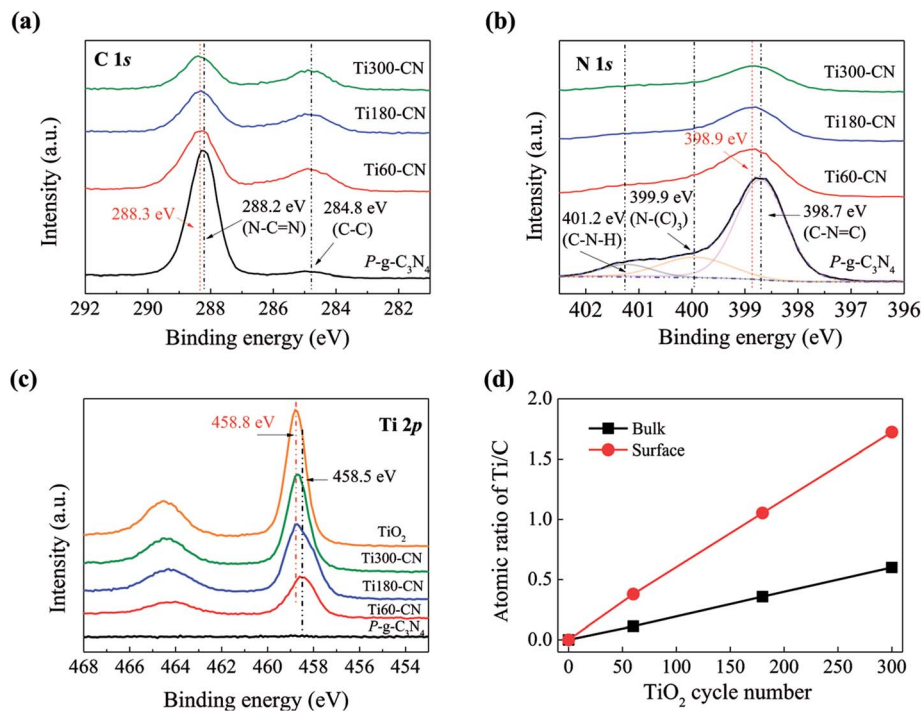 (a)
C 1s
Ti300-CN
Ti180-CN
Ti60-CN
288.3 eV
288.2 eV
(N-C=N)
284.8 eV
(C-C)
P-g-C₃N₄
292 290 288 286 284 282
Binding energy (eV)
Intensity (a.u.)
(b)
N 1s
Ti300-CN
Ti180-CN
398.9 eV
Ti60-CN
399.9 eV
(N-(C)₃)
401.2 eV
(C-N-H)
398.7 eV
(C-N=C)
P-g-C₃N₄
402 401 400 399 398 397 396
Binding energy (eV)
Intensity (a.u.)
(c)
Ti 2p
458.8 eV
458.5 eV
TiO₂
Ti300-CN
Ti180-CN
Ti60-CN
P-g-C₃N₄
468 466 464 462 460 458 456 454
Binding energy (eV)
Intensity (a.u.)
(d)
2.0
1.5
1.0
0.5
0.0
Bulk
Surface
0 50 100 150 200 250 300
TiO₂ cycle number
Atomic ratio of Ti/C